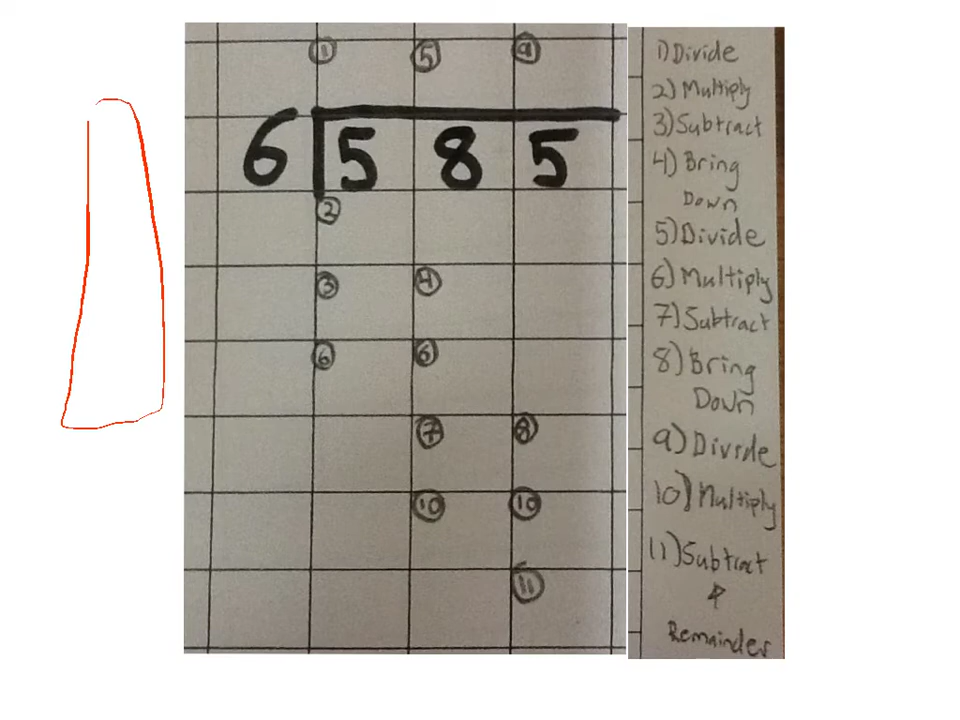 ① ⑤ ⑨
6 5 8 5
②
③ ④
⑥ ⑥
⑦ ⑧
⑩ ⑩
⑪
1) Divide
2) Multiply
3) Subtract
4) Bring
Down
5) Divide
6) Multiply
7) Subtract
8) Bring
Down
9) Divide
10) Multiply
11) Subtract
&
Remainder